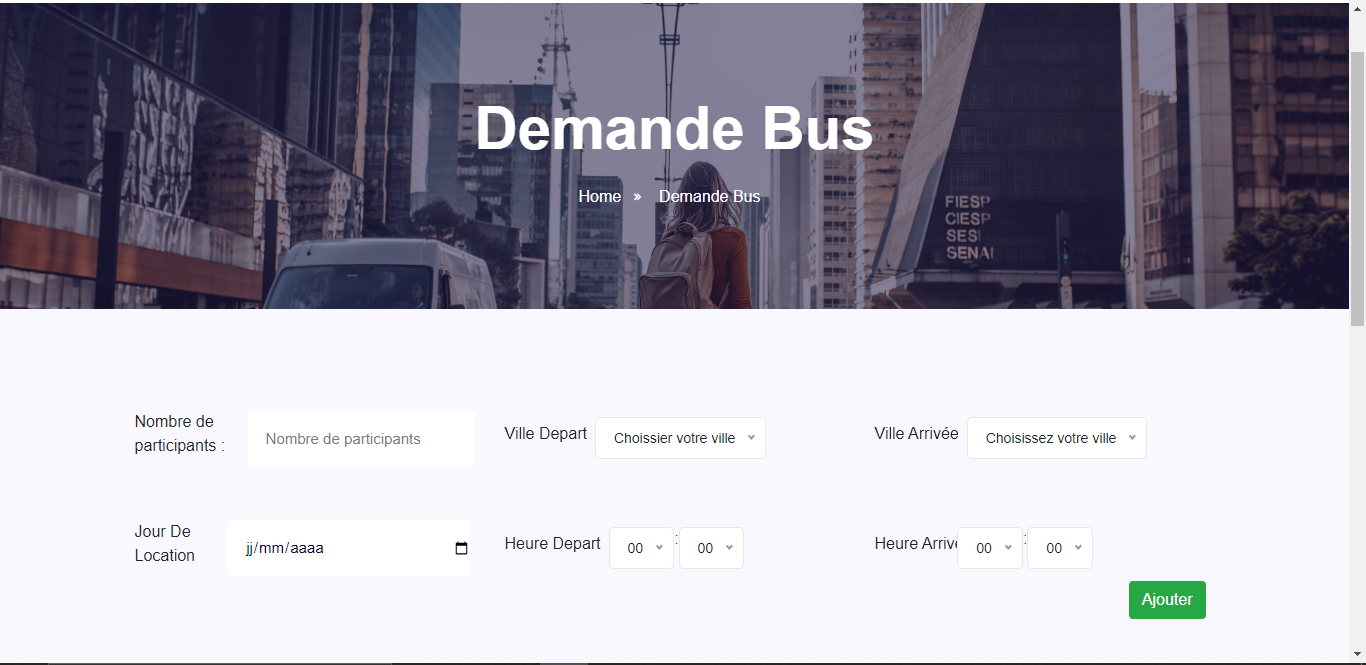 Demande Bus
Home » Demande Bus
FIESP
CIESP
SESI
SENAI
Nombre de
participants :
Nombre de participants
Ville Depart
Choissier votre ville
Ville Arrivée
Choisissez votre ville
Jour De
Location
jj/mm/aaaa
Heure Depart
00 : 00
Heure Arriv
00 : 00
Ajouter